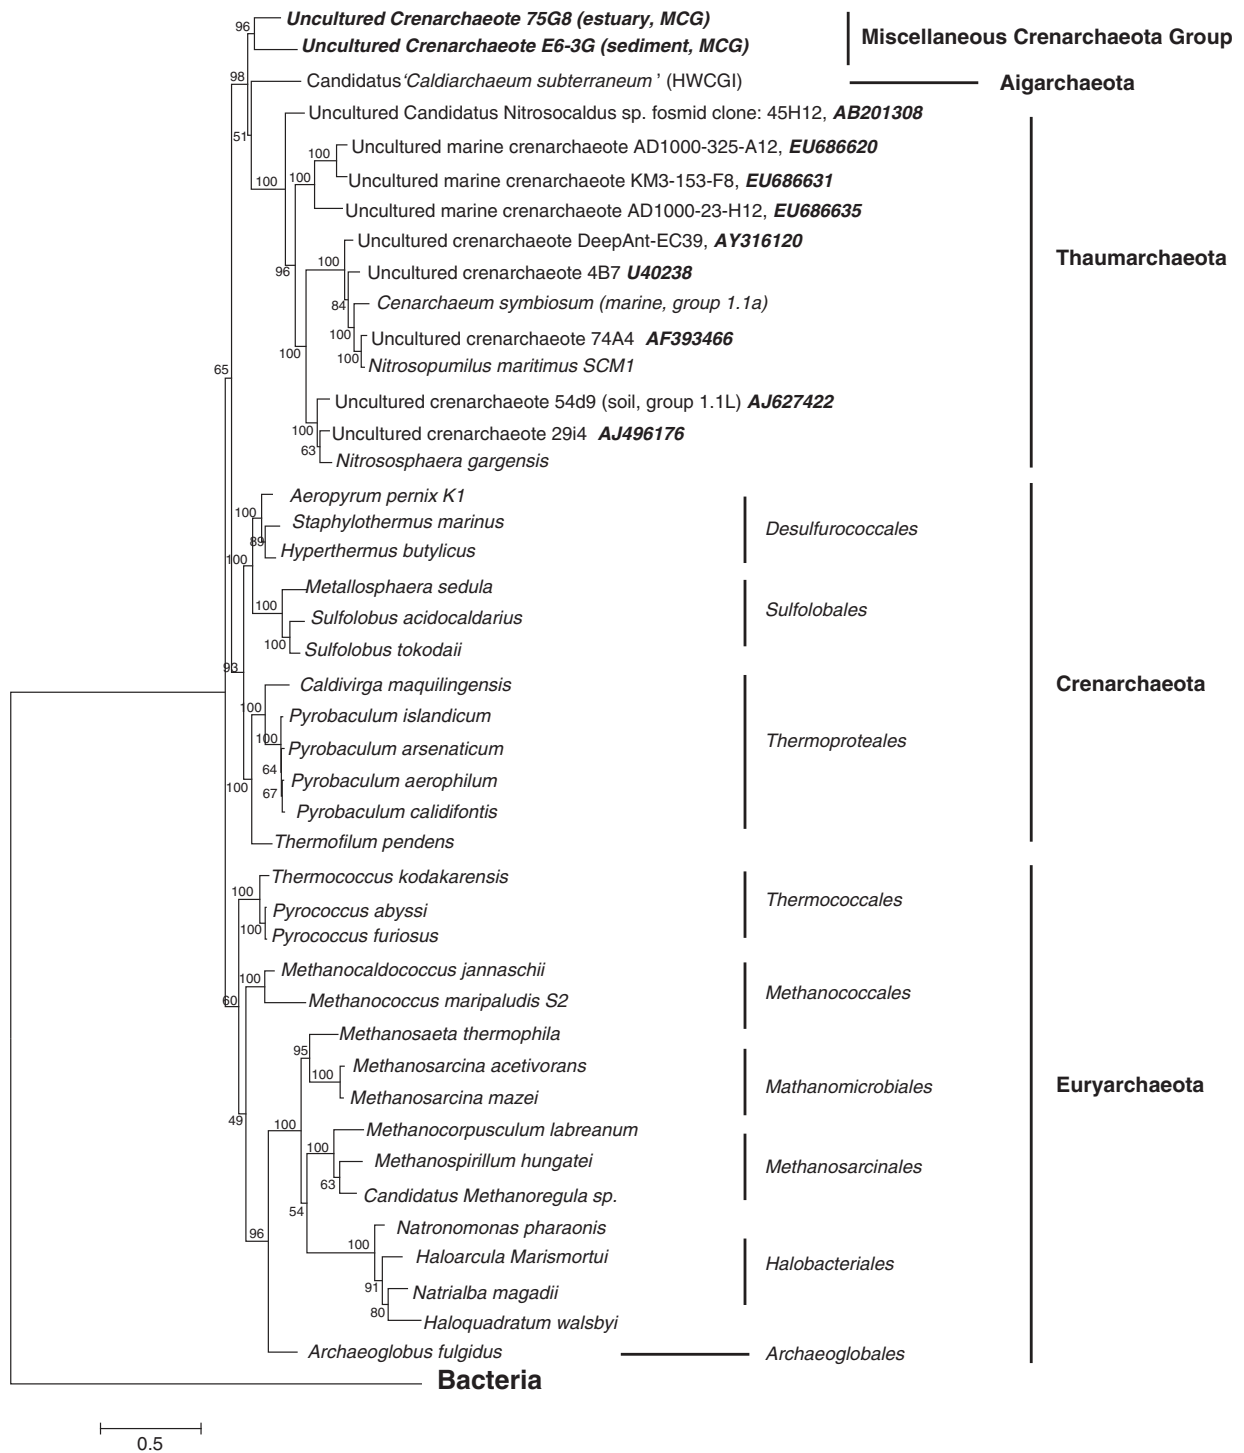 96
Uncultured Crenarchaeote 75G8 (estuary, MCG)
Uncultured Crenarchaeote E6-3G (sediment, MCG)
Miscellaneous Crenarchaeota Group
98
Candidatus 'Caldiarchaeum subterraneum ' (HWCGI)
Aigarchaeota
Uncultured Candidatus Nitrosocaldus sp. fosmid clone: 45H12, AB201308
51
100
Uncultured marine crenarchaeote AD1000-325-A12, EU686620
100
100
Uncultured marine crenarchaeote KM3-153-F8, EU686631
Uncultured marine crenarchaeote AD1000-23-H12, EU686635
Uncultured crenarchaeote DeepAnt-EC39, AY316120
Thaumarchaeota
100
96
Uncultured crenarchaeote 4B7 U40238
84
Cenarchaeum symbiosum (marine, group 1.1a)
100
Uncultured crenarchaeote 74A4 AF393466
100
100
Nitrosopumilus maritimus SCM1
65
Uncultured crenarchaeote 54d9 (soil, group 1.1L) AJ627422
100
Uncultured crenarchaeote 29i4 AJ496176
63
Nitrososphaera gargensis
Aeropyrum pernix K1
100
Staphylothermus marinus
Desulfurococcales
89
Hyperthermus butylicus
100
Metallosphaera sedula
100
Sulfolobus acidocaldarius
Sulfolobales
100
Sulfolobus tokodaii
93
Caldivirga maquilingensis
Crenarchaeota
100
Pyrobaculum islandicum
100
Pyrobaculum arsenaticum
Thermoproteales
64
Pyrobaculum aerophilum
100
67
Pyrobaculum calidifontis
Thermofilum pendens
Thermococcus kodakarensis
100
Pyrococcus abyssi
Thermococcales
100
Pyrococcus furiosus
Methanocaldococcus jannaschii
100
60
Methanococcus maripaludis S2
Methanococcales
Methanosaeta thermophila
95
Methanosarcina acetivorans
100
Mathanomicrobiales
Euryarchaeota
Methanosarcina mazei
49
100
Methanocorpusculum labreanum
100
Methanospirillum hungatei
Methanosarcinales
63
Candidatus Methanoregula sp.
54
Natronomonas pharaonis
96
100
Haloarcula Marismortui
Halobacteriales
91
Natrialba magadii
80
Haloquadratum walsbyi
Archaeoglobus fulgidus
Archaeoglobales
Bacteria
0.5